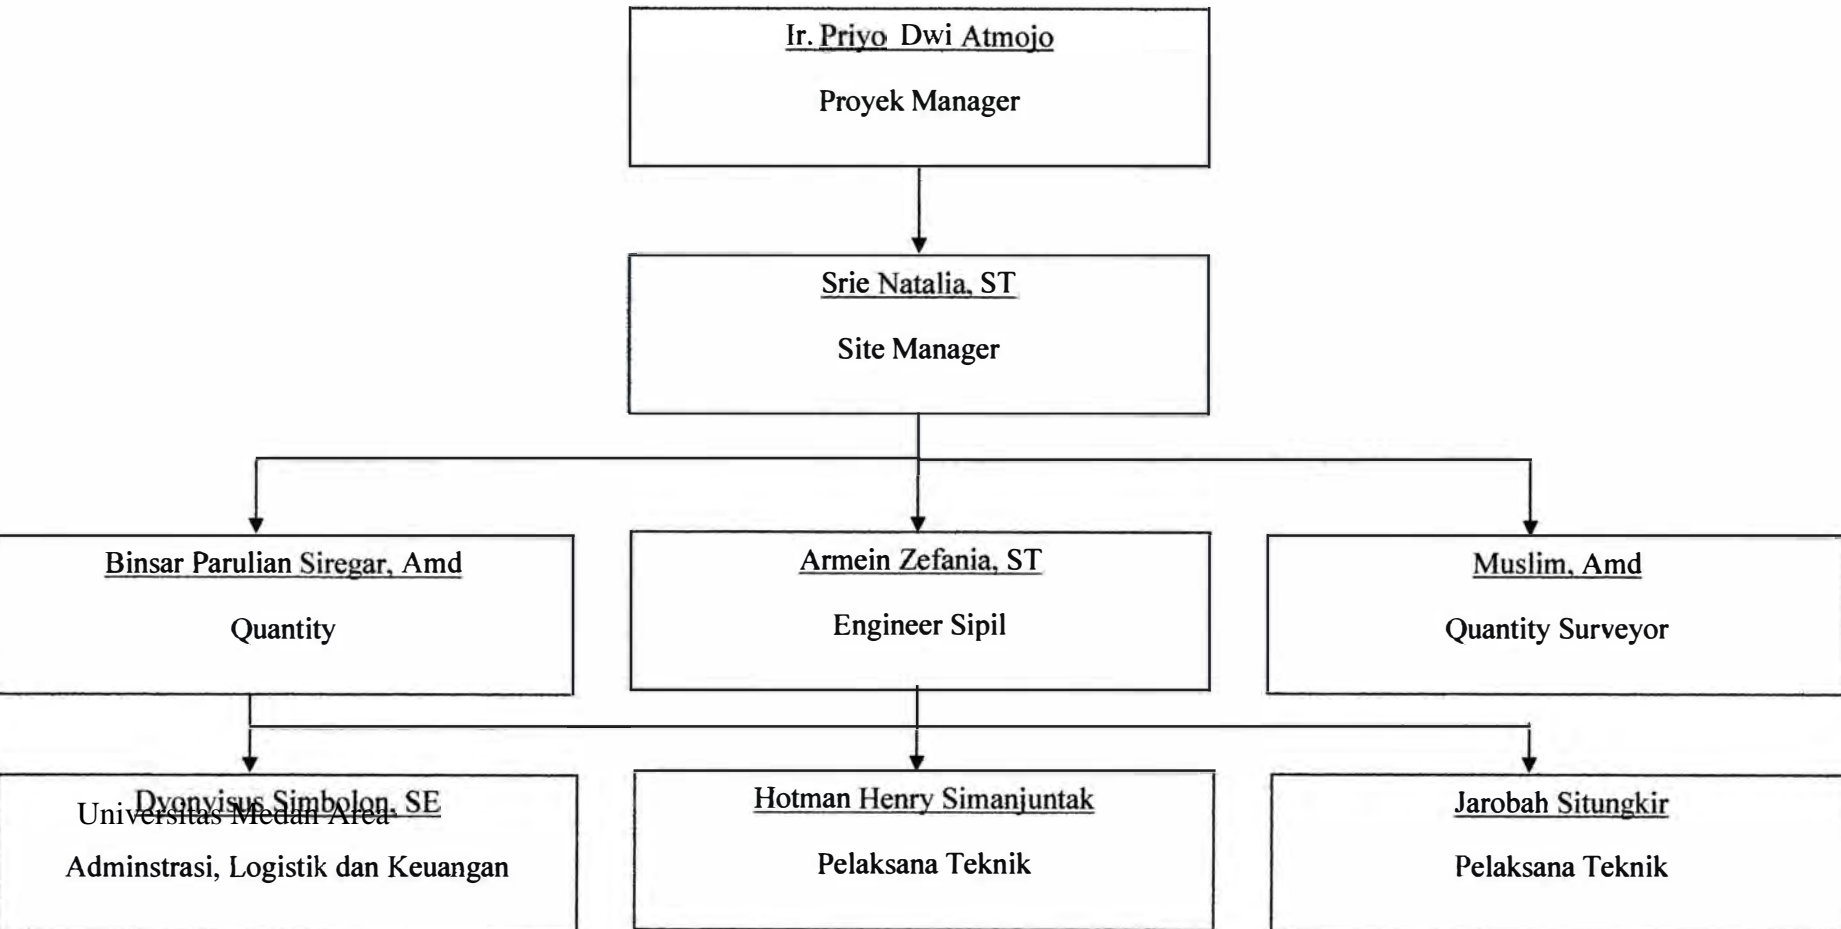 Ir. Priyo Dwi Atmojo
Proyek Manager
Srie Natalia, ST
Site Manager
Binsar Parulian Siregar, Amd
Quantity
Armein Zefania, ST
Engineer Sipil
Muslim, Amd
Quantity Surveyor
Dyonyisus Simbolon, SE
Universitas Medan Area
Adminstrasi, Logistik dan Keuangan
Hotman Henry Simanjuntak
Pelaksana Teknik
Jarobah Situngkir
Pelaksana Teknik